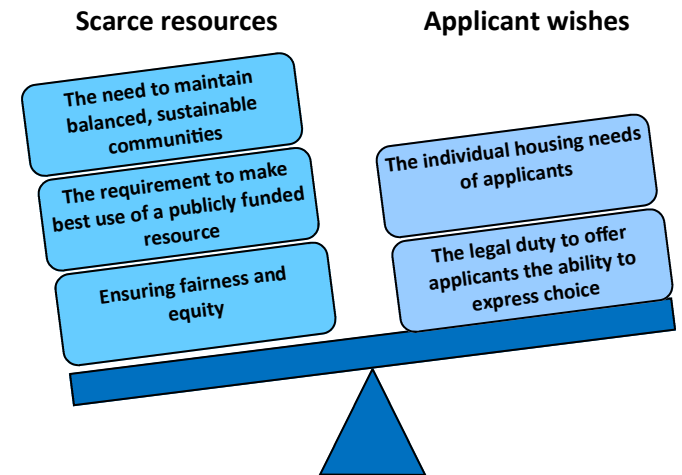 Scarce resources
Applicant wishes
The need to maintain
balanced, sustainable
communities
The requirement to make
best use of a publicly funded
resource
Ensuring fairness and
equity
The individual housing needs
of applicants
The legal duty to offer
applicants the ability to
express choice